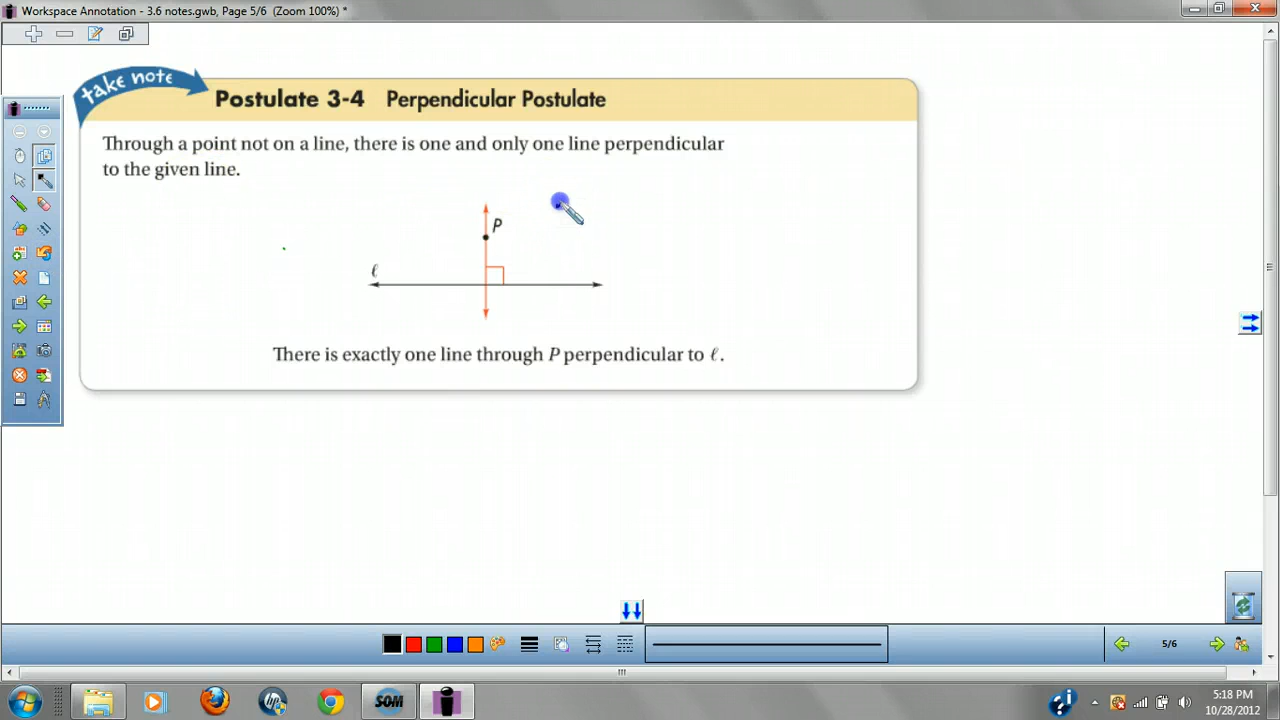 Workspace Annotation - 3.6 notes.gwb, Page 5/6 (Zoom 100%) *
take note
Postulate 3-4 Perpendicular Postulate
Through a point not on a line, there is one and only one line perpendicular
to the given line.
P
ℓ
There is exactly one line through P perpendicular to ℓ.
5/6
hp
SOM
5:18 PM
10/28/2012